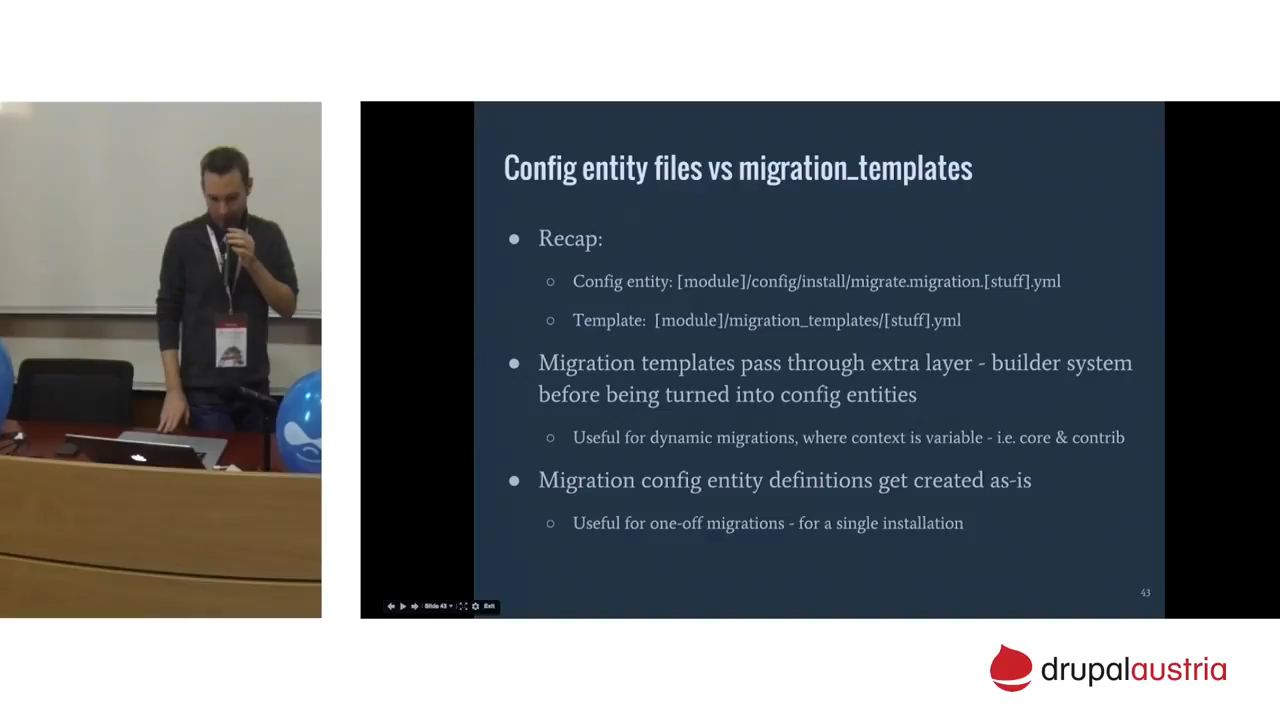 Config entity files vs migration_templates
● Recap:
○ Config entity: [module]/config/install/migrate.migration.[stuff].yml
○ Template: [module]/migration_templates/[stuff].yml
● Migration templates pass through extra layer - builder system
before being turned into config entities
○ Useful for dynamic migrations, where context is variable - i.e. core & contrib
● Migration config entity definitions get created as-is
○ Useful for one-off migrations - for a single installation
43
Slide 43
Exit
drupalaustria